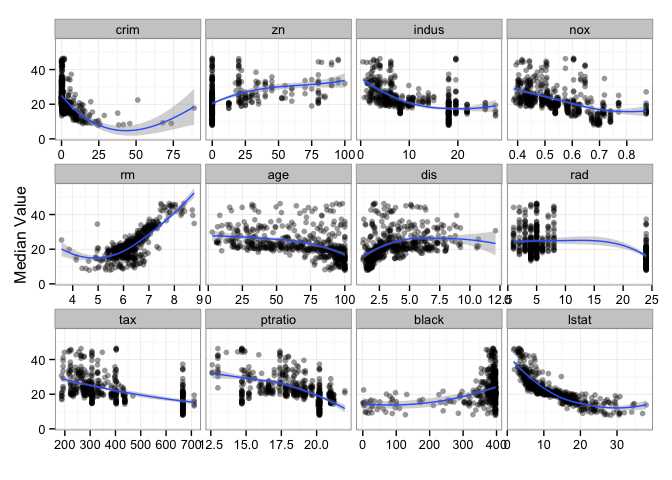 crim zn indus nox
40
20
0
0 25 50 75 0 25 50 75 100 0 10 20 0.4 0.5 0.6 0.7 0.8
rm age dis rad
40
20
0
4 5 6 7 8 9 0 25 50 75 100 2.5 5.0 7.5 10.0 12.5 5 10 15 20 25
tax ptratio black lstat
40
20
0
200 300 400 500 600 700 12.5 15.0 17.5 20.0 0 100 200 300 400 0 10 20 30
Median Value